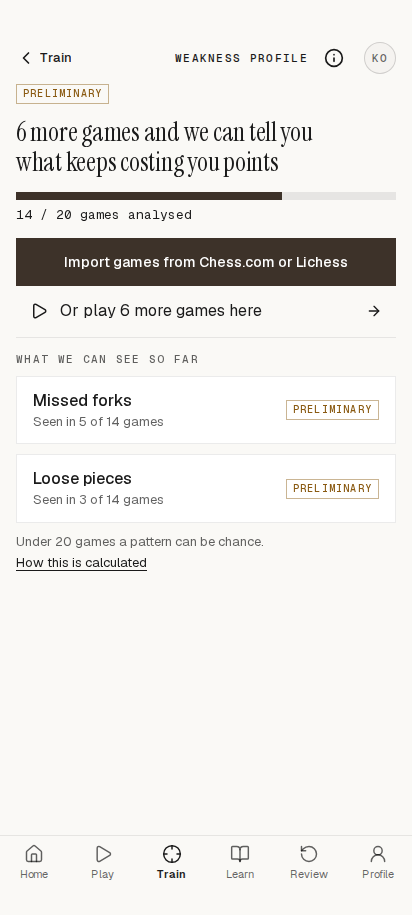 Train
WEAKNESS PROFILE
KO
PRELIMINARY
6 more games and we can tell you
what keeps costing you points
14 / 20 games analysed
Import games from Chess.com or Lichess
Or play 6 more games here
WHAT WE CAN SEE SO FAR
Missed forks
Seen in 5 of 14 games
PRELIMINARY
Loose pieces
Seen in 3 of 14 games
PRELIMINARY
Under 20 games a pattern can be chance.
How this is calculated
Home
Play
Train
Learn
Review
Profile